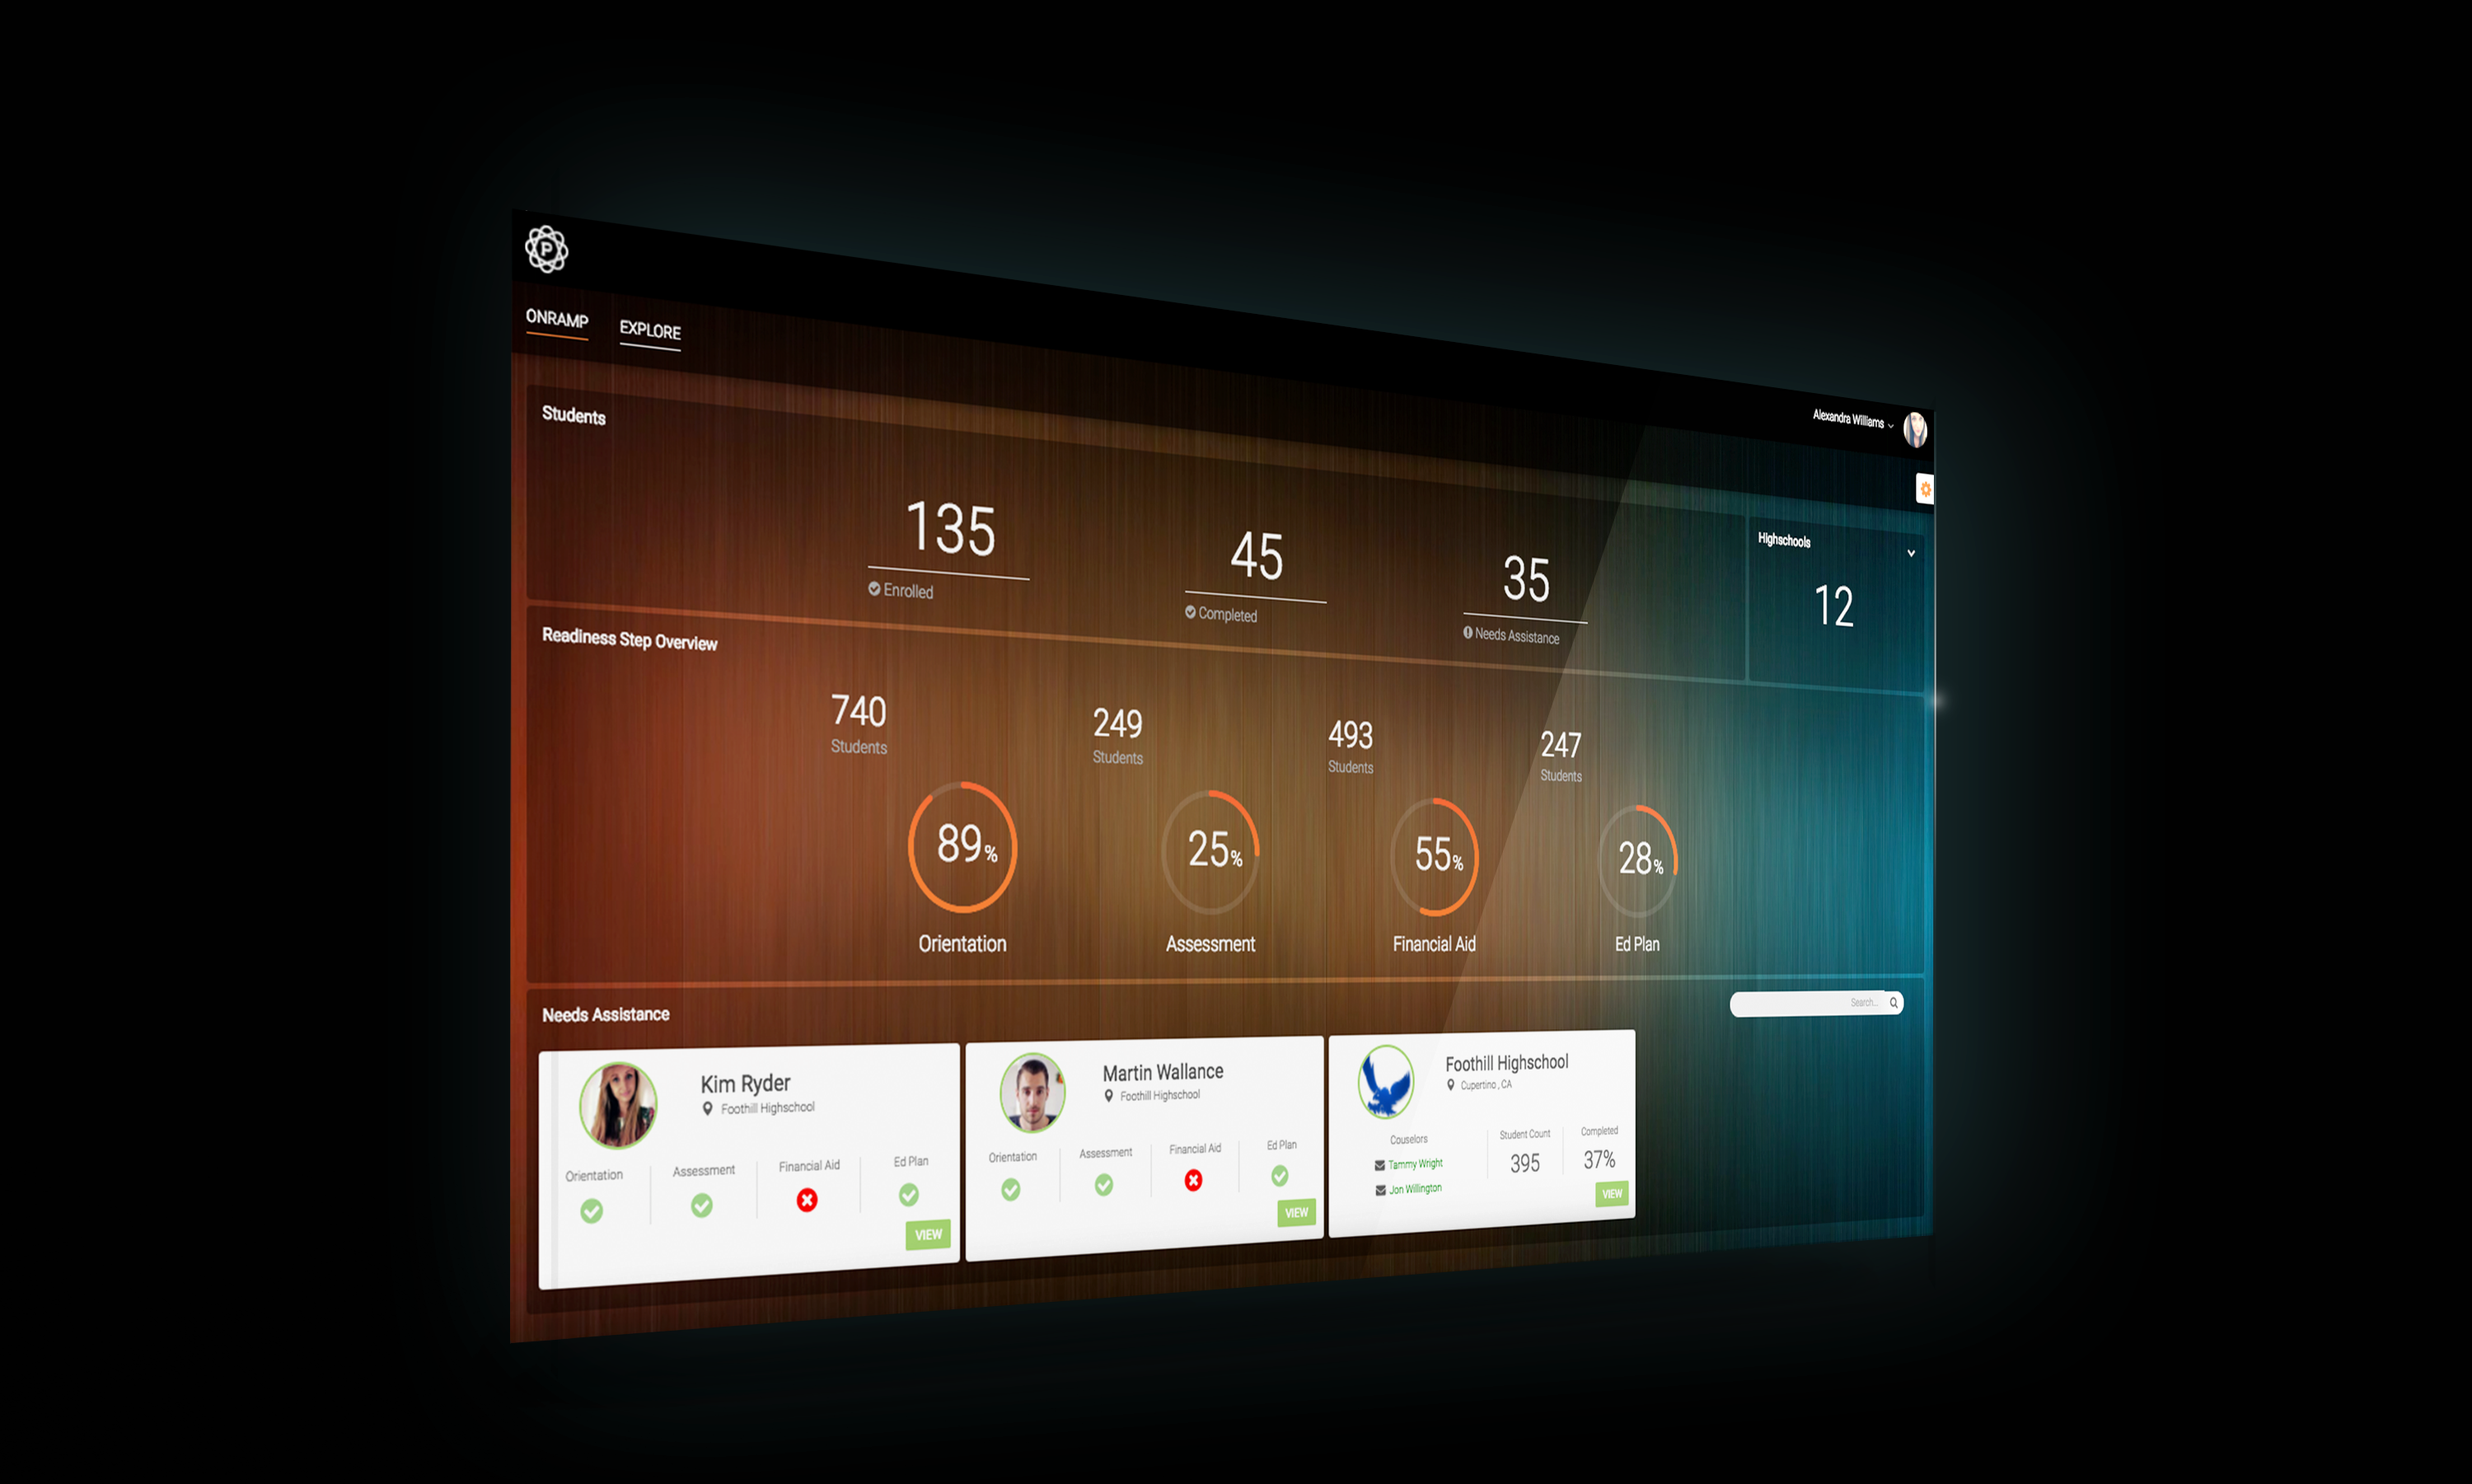 P
ONRAMP
EXPLORE
Alexandra Williams
Students
135
Enrolled
45
Completed
35
Needs Assistance
Highschools
12
Readiness Step Overview
740
Students
249
Students
493
Students
247
Students
89%
25%
55%
28%
Orientation
Assessment
Financial Aid
Ed Plan
Needs Assistance
Search...
Kim Ryder
Foothill Highschool
Orientation
Assessment
Financial Aid
Ed Plan
VIEW
Martin Wallance
Foothill Highschool
Orientation
Assessment
Financial Aid
Ed Plan
VIEW
Foothill Highschool
Cupertino , CA
Couselors
Tammy Wright
Jon Willington
Student Count
395
Completed
37%
VIEW